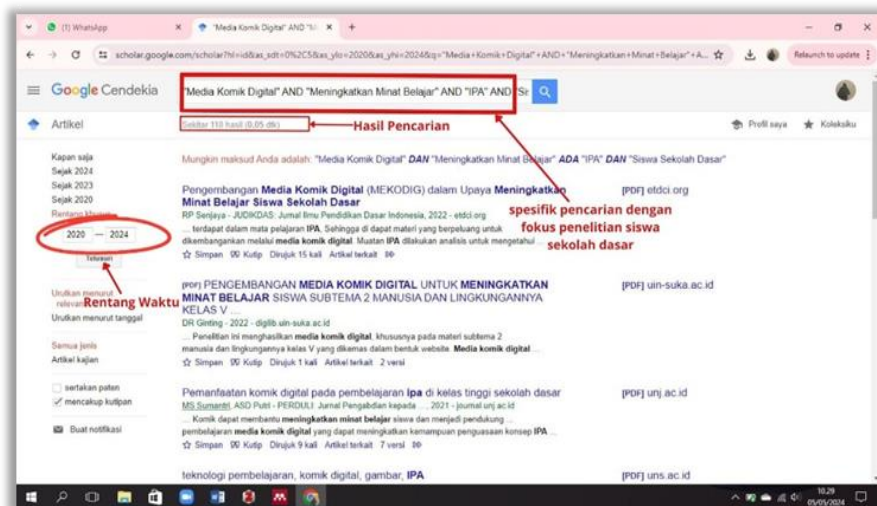 (1) WhatsApp
"Media Komik Digital" AND "M
scholar.google.com/scholar?hl=id&as_sdt=0%2C5&as_ylo=2020&as_yhi=2024&q="Media+Komik+Digital"+AND+"Meningkatkan+Minat+Belajar"+A...
Relaunch to update
Google Cendekia
"Media Komik Digital" AND "Meningkatkan Minat Belajar" AND "IPA" AND "Si
Artikel
Sekitar 110 hasil (0,05 dtk)
Hasil Pencarian
Profil saya
Koleksiku
Kapan saja
Sejak 2024
Sejak 2023
Sejak 2020
Rentang khusus...
2020 — 2024
Telusuri
Rentang Waktu
Urutkan menurut relevansi
Urutkan menurut tanggal
Semua jenis
Artikel kajian
sertakan paten
mencakup kutipan
Buat notifikasi
Mungkin maksud Anda adalah: "Media Komik Digital" DAN "Meningkatkan Minat Belajar" ADA "IPA" DAN "Siswa Sekolah Dasar"
Pengembangan Media Komik Digital (MEKODIG) dalam Upaya Meningkatkan
Minat Belajar Siswa Sekolah Dasar
[PDF] etdci.org
RP Senjaya - JUDIKDAS: Jurnal Ilmu Pendidikan Dasar Indonesia, 2022 - etdci.org
... terdapat dalam mata pelajaran IPA. Sehingga di dapat materi yang berpeluang untuk
dikembangankan melalui media komik digital. Muatan IPA dilakukan analisis untuk mengetahui ...
Simpan Kutip Dirujuk 15 kali Artikel terkait
spesifik pencarian dengan
fokus penelitian siswa
sekolah dasar
[PDF] PENGEMBANGAN MEDIA KOMIK DIGITAL UNTUK MENINGKATKAN
MINAT BELAJAR SISWA SUBTEMA 2 MANUSIA DAN LINGKUNGANNYA
KELAS V ...
[PDF] uin-suka.ac.id
DR Ginting - 2022 - digilib.uin-suka.ac.id
... Penelitian ini menghasilkan media komik digital, khususnya pada materi subtema 2
manusia dan lingkungannya kelas V yang dikemas dalam bentuk website. Media komik digital ...
Simpan Kutip Dirujuk 1 kali Artikel terkait 2 versi
Pemanfaatan komik digital pada pembelajaran ipa di kelas tinggi sekolah dasar
[PDF] unj.ac.id
MS Sumantri, ASD Putri - PERDULI: Jurnal Pengabdian kepada ..., 2021 - journal.unj.ac.id
... Komik dapat membantu meningkatkan minat belajar siswa dan menjadi pendukung ...
pembelajaran media komik digital yang dapat meningkatkan kemampuan penguasaan konsep IPA ...
Simpan Kutip Dirujuk 9 kali Artikel terkait 7 versi
teknologi pembelajaran, komik digital, gambar, IPA
[PDF] uns.ac.id
10.29
05/05/2024